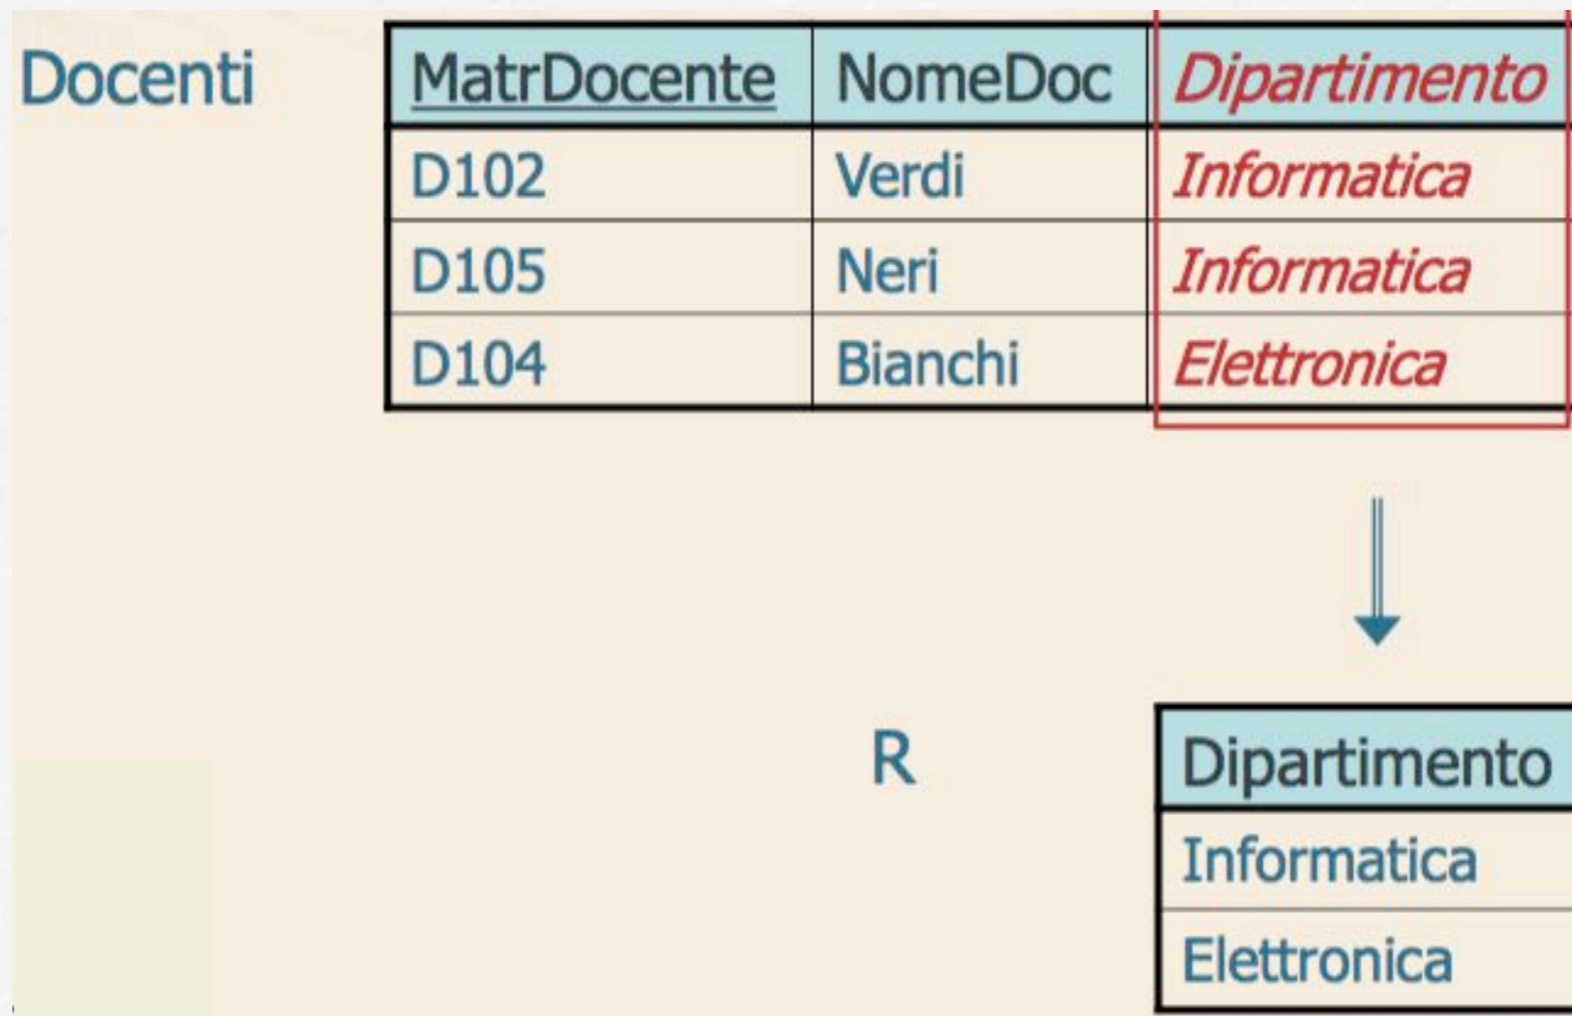 Docenti
MatrDocente NomeDoc Dipartimento
D102 Verdi Informatica
D105 Neri Informatica
D104 Bianchi Elettronica
R
Dipartimento
Informatica
Elettronica